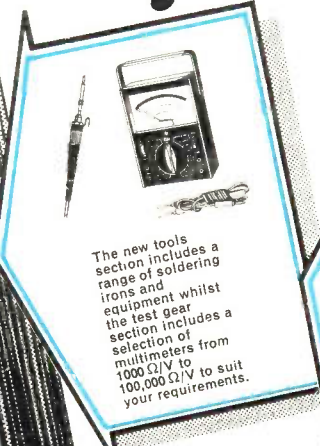 The new tools
section includes a
range of soldering
irons and
equipment whilst
the test gear
section includes a
selection of
multimeters from
1000 Ω/V to
100,000 Ω/V to suit
your requirements.